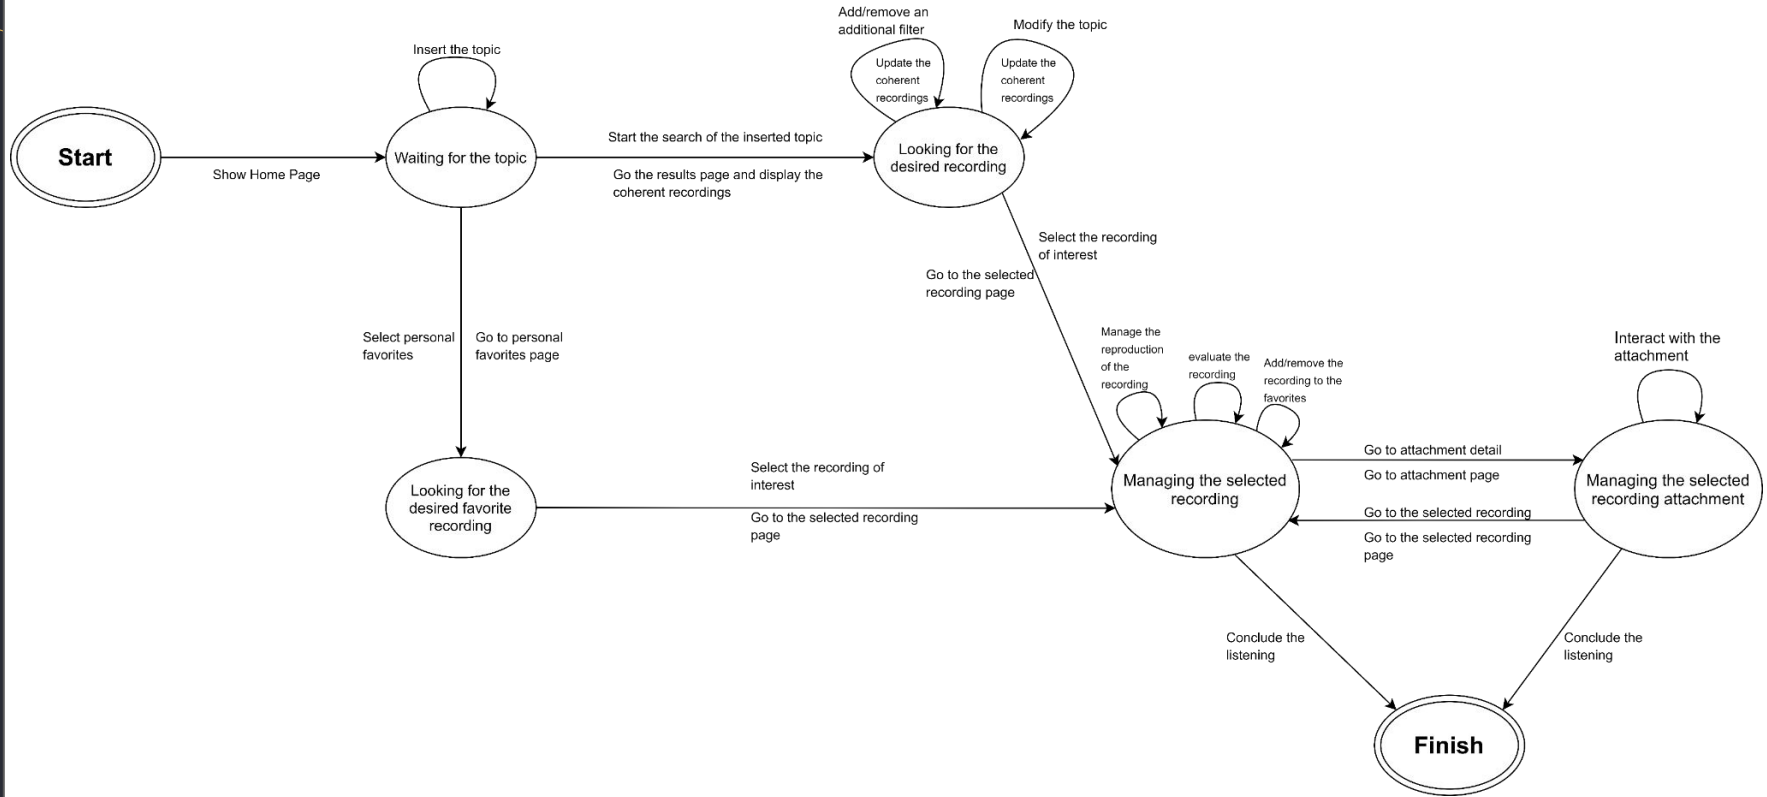 Add/remove an
additional filter
Modify the topic
Insert the topic
Update the
coherent
recordings
Update the
coherent
recordings
Start
Show Home Page
Waiting for the topic
Start the search of the inserted topic
Go the results page and display the
coherent recordings
Looking for the
desired recording
Select the recording
of interest
Go to the selected
recording page
Select personal
favorites
Go to personal
favorites page
Manage the
reproduction
of the
recording
evaluate the
recording
Add/remove the
recording to the
favorites
Interact with the
attachment
Looking for the
desired favorite
recording
Select the recording of
interest
Go to the selected recording
page
Managing the selected
recording
Go to attachment detail
Go to attachment page
Go to the selected recording
Go to the selected recording
page
Managing the selected
recording attachment
Conclude the
listening
Conclude the
listening
Finish